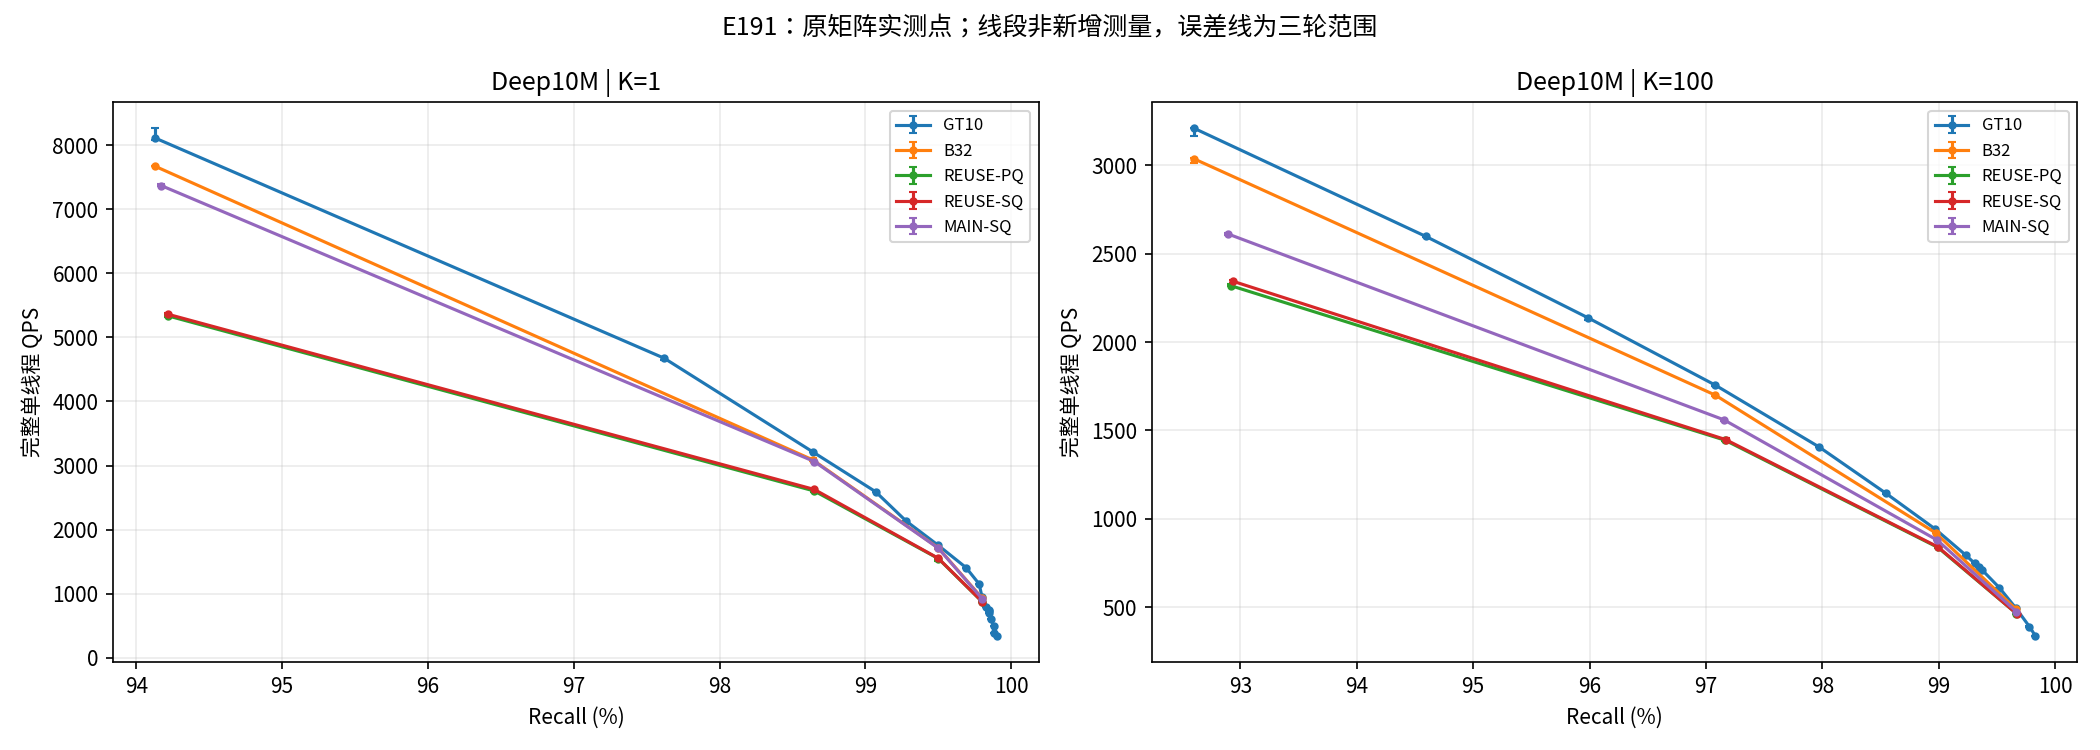 E191：原矩阵实测点；线段非新增测量，误差线为三轮范围
Deep10M | K=1
完整单线程 QPS
8000
7000
6000
5000
4000
3000
2000
1000
0
94
95
96
97
98
99
100
Recall (%)
GT10
B32
REUSE-PQ
REUSE-SQ
MAIN-SQ
Deep10M | K=100
完整单线程 QPS
3000
2500
2000
1500
1000
500
93
94
95
96
97
98
99
100
Recall (%)
GT10
B32
REUSE-PQ
REUSE-SQ
MAIN-SQ